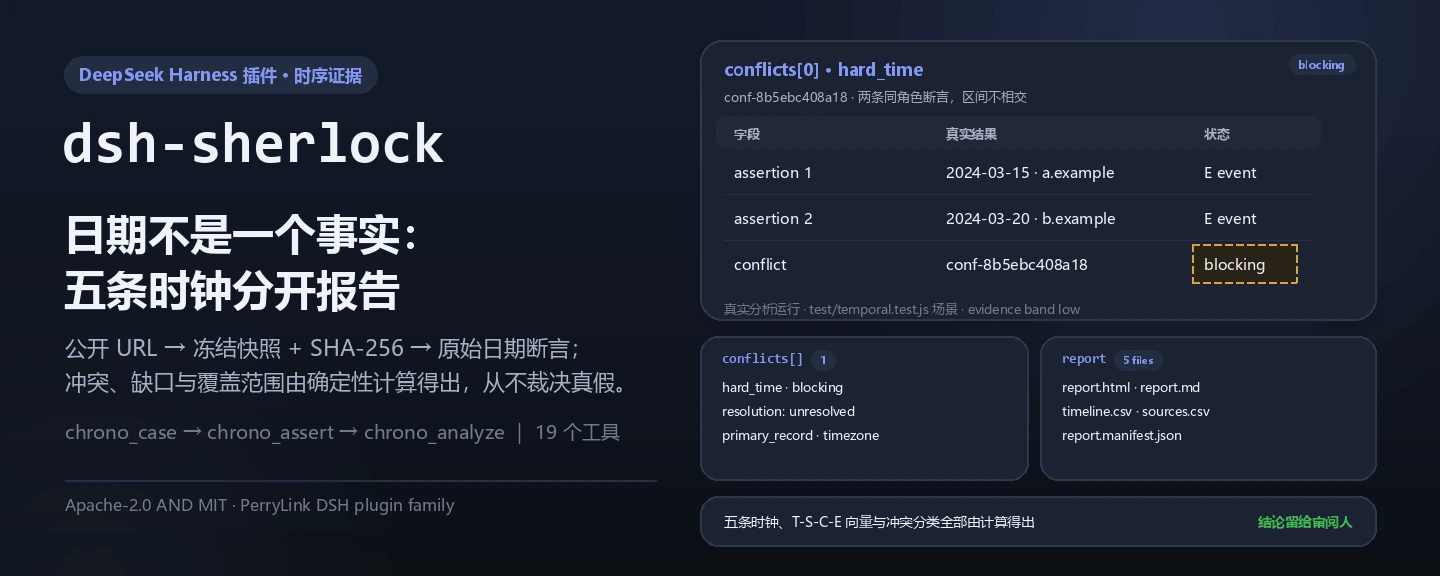 DeepSeek Harness 插件 · 时序证据
dsh-sherlock
日期不是一个事实：
五条时钟分开报告
公开 URL → 冻结快照 + SHA-256 → 原始日期断言；
冲突、缺口与覆盖范围由确定性计算得出，从不裁决真假。
chrono_case → chrono_assert → chrono_analyze | 19 个工具
Apache-2.0 AND MIT · PerryLink DSH plugin family
conflicts[0] • hard_time
blocking
conf-8b5ebc408a18 · 两条同角色断言，区间不相交
字段 真实结果 状态
assertion 1 2024-03-15 · a.example E event
assertion 2 2024-03-20 · b.example E event
conflict conf-8b5ebc408a18 blocking
真实分析运行 · test/temporal.test.js 场景 · evidence band low
conflicts[] 1
hard_time · blocking
resolution: unresolved
primary_record · timezone
report 5 files
report.html · report.md
timeline.csv · sources.csv
report.manifest.json
五条时钟、T-S-C-E 向量与冲突分类全部由计算得出
结论留给审阅人